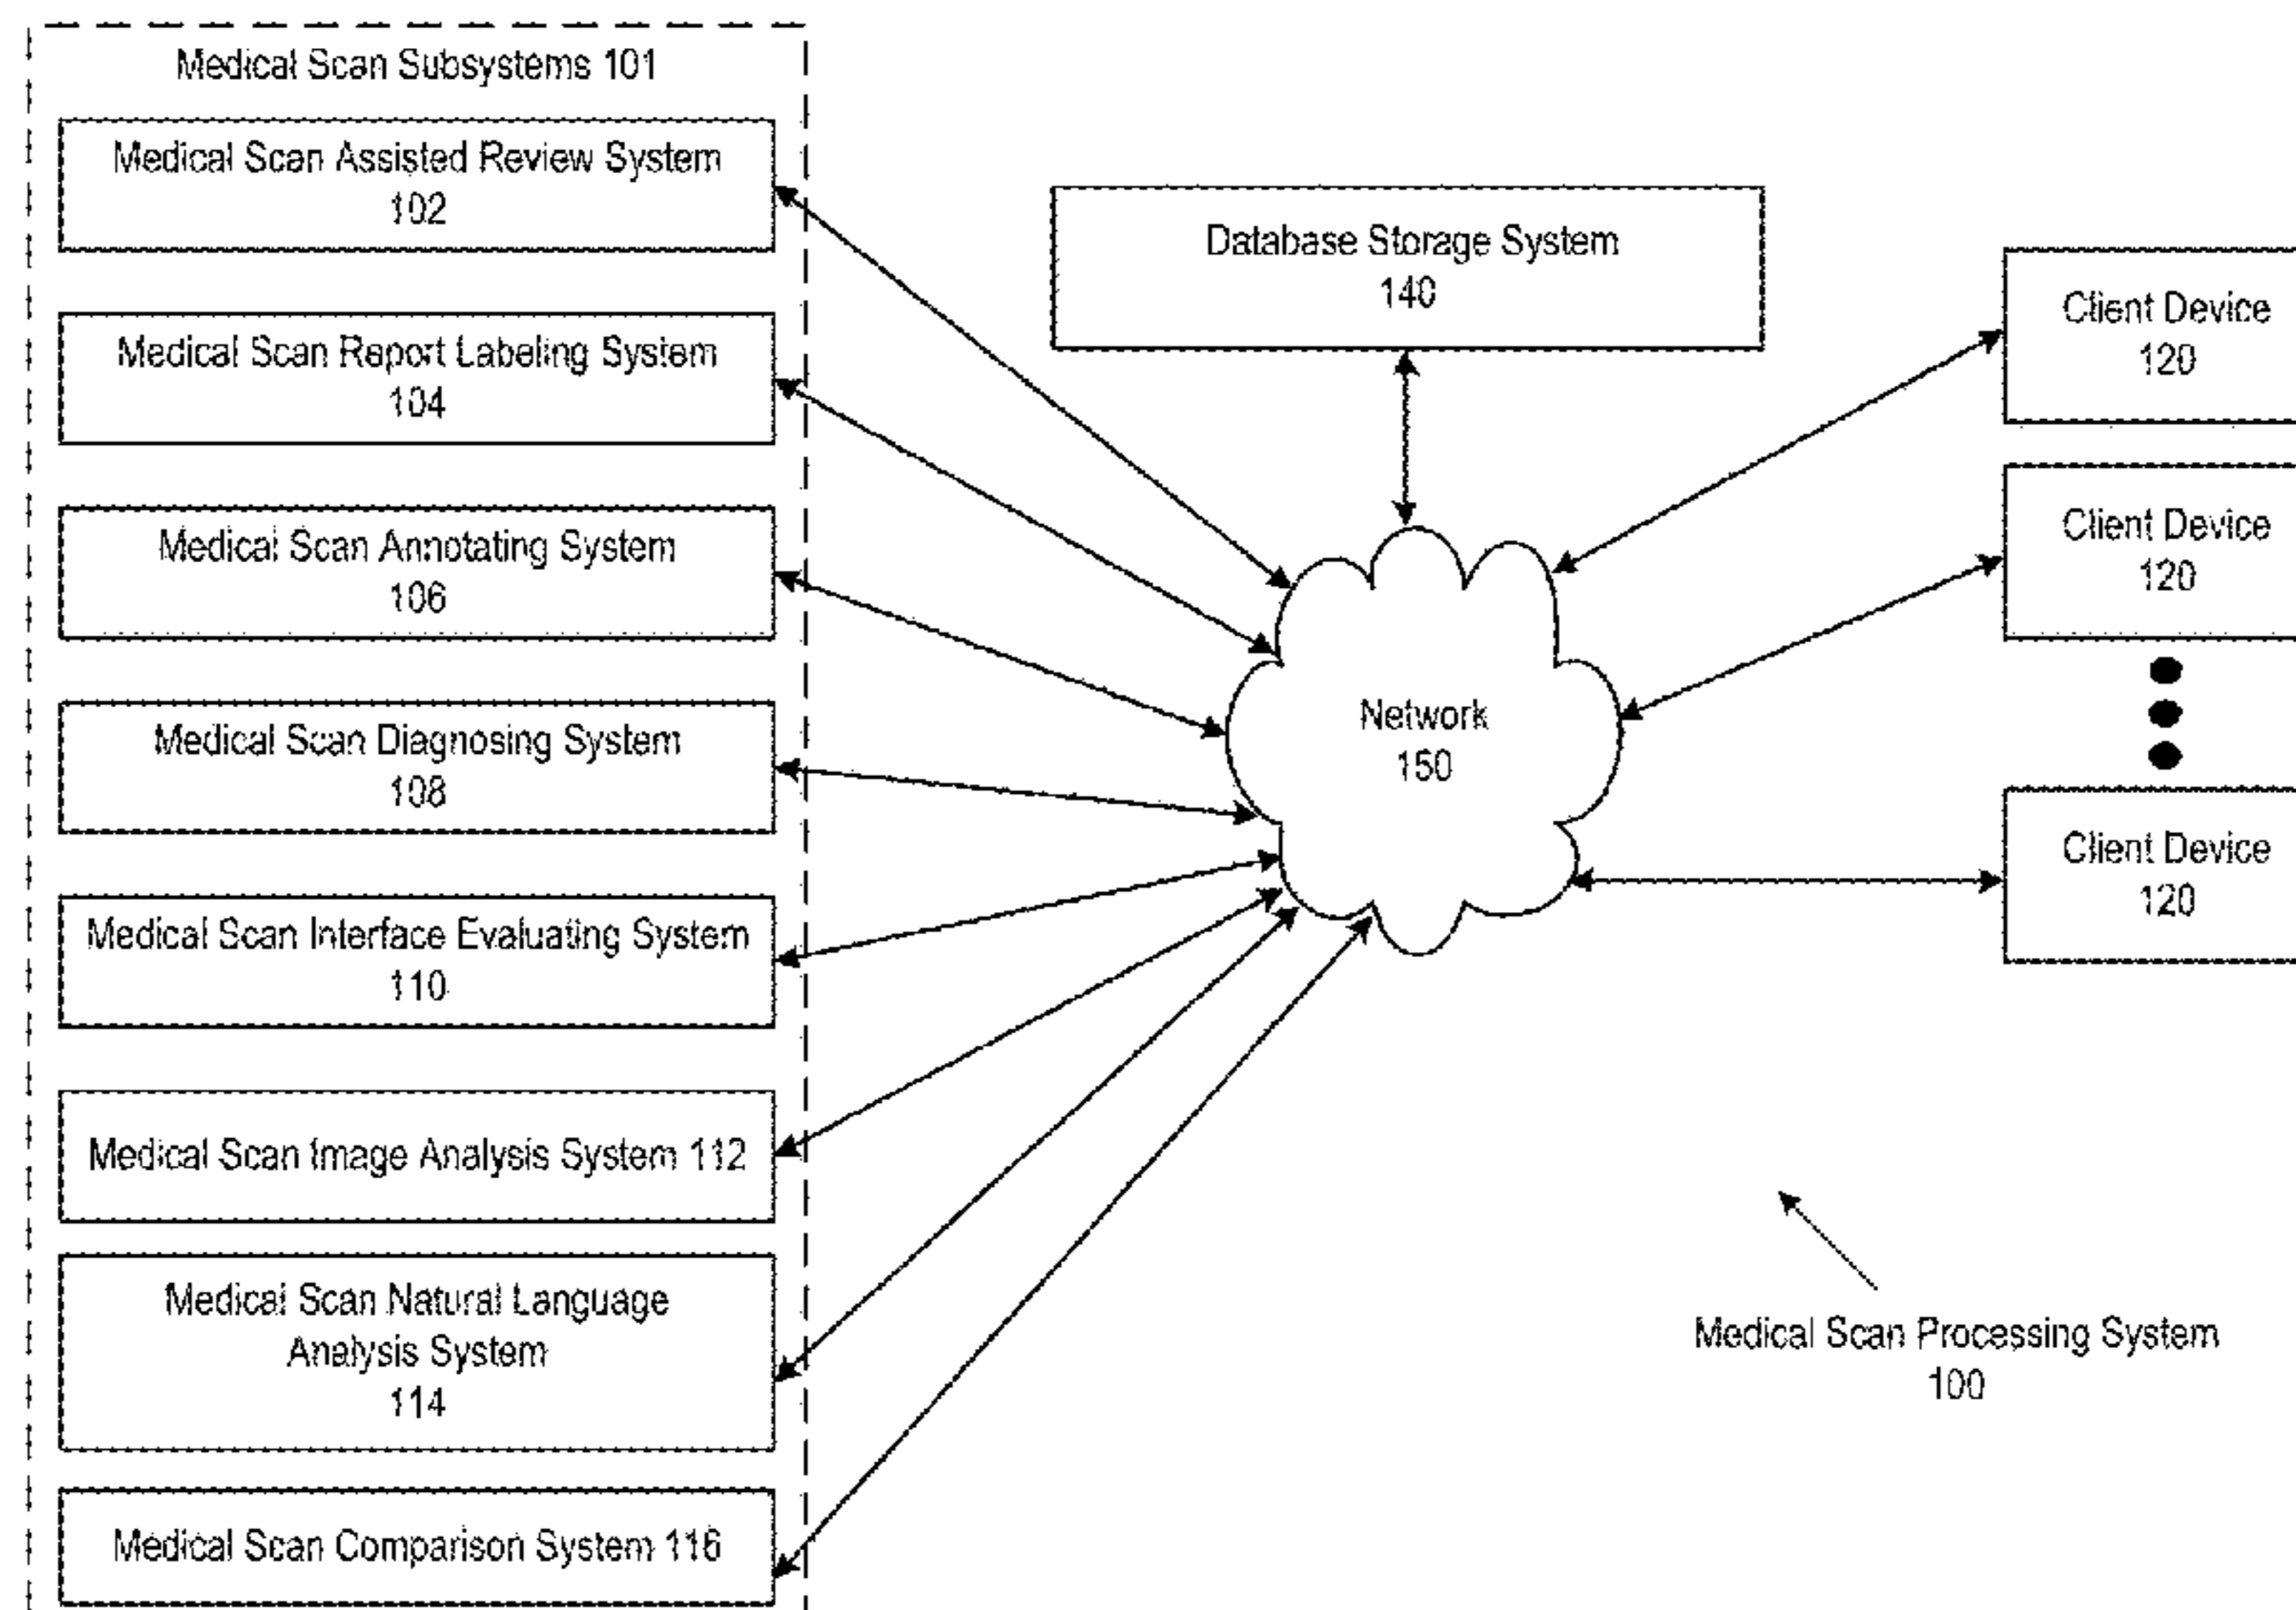 Medical Scan Subsystems 101
Medical Scan Assisted Review System
102
Medical Scan Report Labeling System
104
Medical Scan Annotating System
106
Medical Scan Diagnosing System
108
Medical Scan Interface Evaluating System
110
Medical Scan Image Analysis System 112
Medical Scan Natural Language
Analysis System
114
Medical Scan Comparison System 116
Database Storage System
140
Network
150
Client Device
120
Client Device
120
Client Device
120
Medical Scan Processing System
100